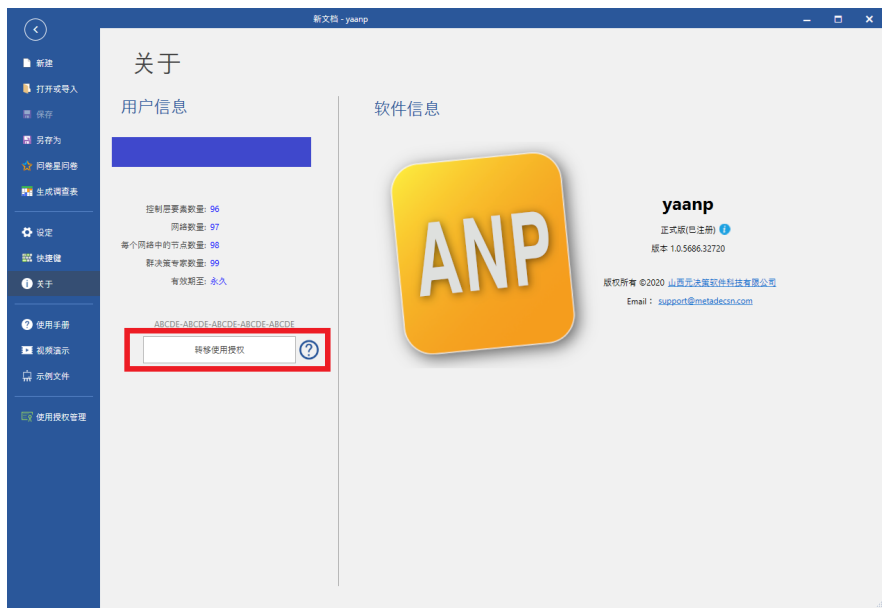 新文档 - yaanp
新建
打开或导入
保存
另存为
问卷星问卷
生成调查表
设定
快捷键
关于
使用手册
视频演示
示例文件
使用授权管理
关于
用户信息
控制层要素数量: 96
网络数量: 97
每个网络中的节点数量: 98
群决策专家数量: 99
有效期至: 永久
ABCDE-ABCDE-ABCDE-ABCDE-ABCDE
转移使用授权
软件信息
ANP
yaanp
正式版(已注册)
版本 1.0.5686.32720
版权所有 ©2020 山西元决策软件科技有限公司
Email： support@metadecsn.com